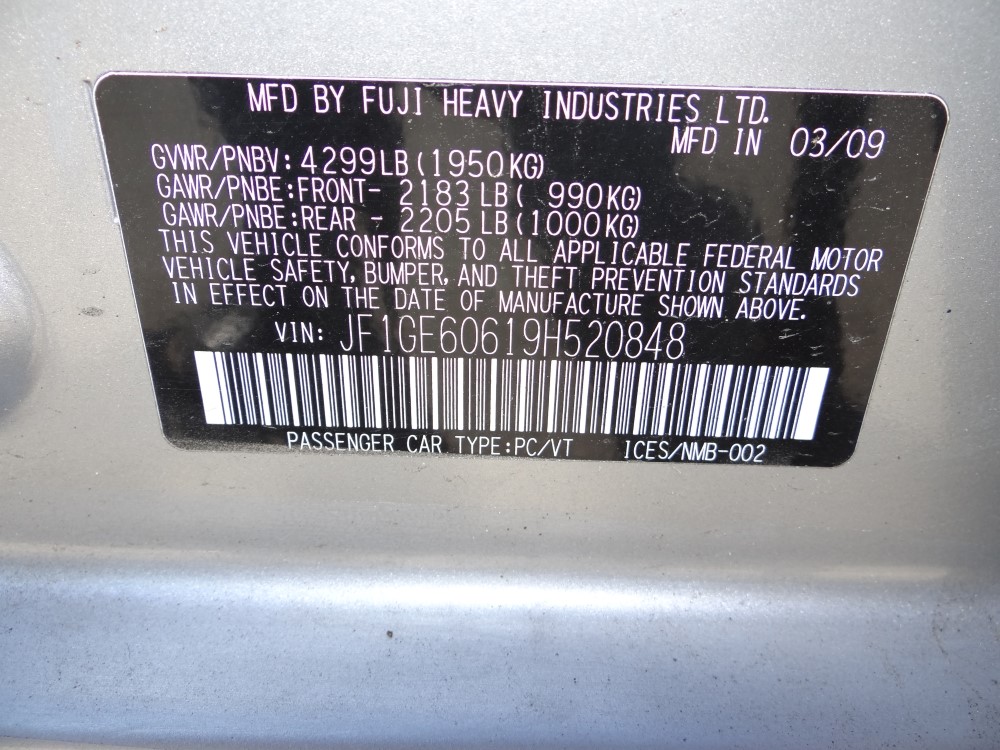 MFD BY FUJI HEAVY INDUSTRIES LTD.
MFD IN 03/09
GVWR/PNBV: 4299LB (1950KG)
GAWR/PNBE:FRONT- 2183 LB ( 990KG)
GAWR/PNBE:REAR - 2205 LB (1000KG)
THIS VEHICLE CONFORMS TO ALL APPLICABLE FEDERAL MOTOR
VEHICLE SAFETY, BUMPER, AND THEFT PREVENTION STANDARDS
IN EFFECT ON THE DATE OF MANUFACTURE SHOWN ABOVE.
VIN: JF1GE60619H520848
PASSENGER CAR TYPE:PC/VT ICES/NMB-002